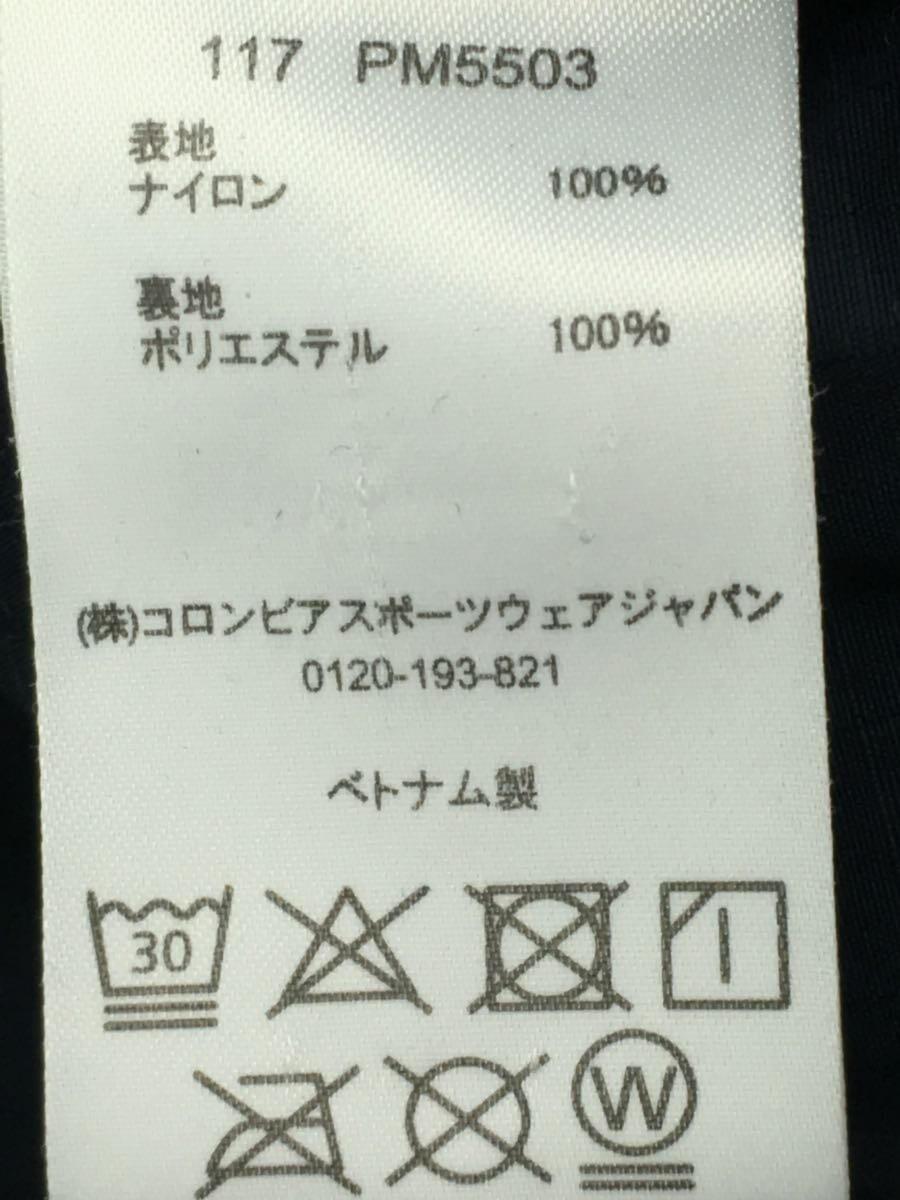 117 PM5503
表地
ナイロン 100%
裏地
ポリエステル 100%
(株)コロンビアスポーツウェアジャパン
0120-193-821
ベトナム製
30
W